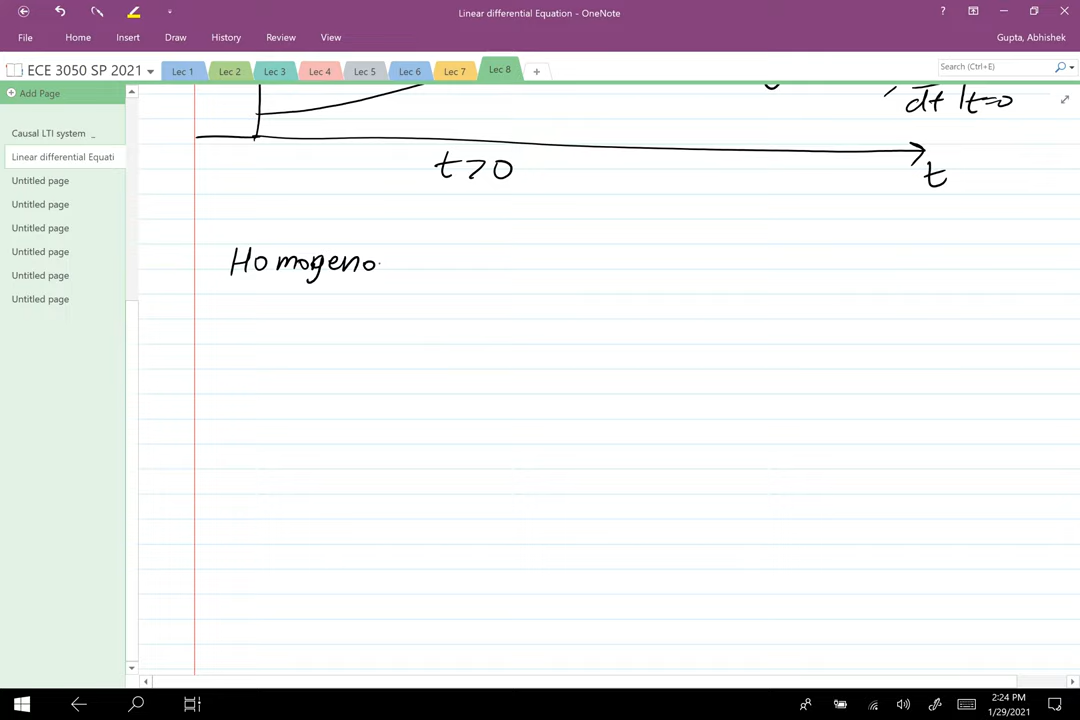 Linear differential Equation - OneNote
?
File Home Insert Draw History Review View
Gupta, Abhishek
ECE 3050 SP 2021
Lec 1 Lec 2 Lec 3 Lec 4 Lec 5 Lec 6 Lec 7 Lec 8 +
Search (Ctrl+E)
Add Page
Causal LTI system
Linear differential Equati
Untitled page
Untitled page
Untitled page
Untitled page
Untitled page
Untitled page
dt |t=0
t>0
t
Homogeno
2:24 PM
1/29/2021